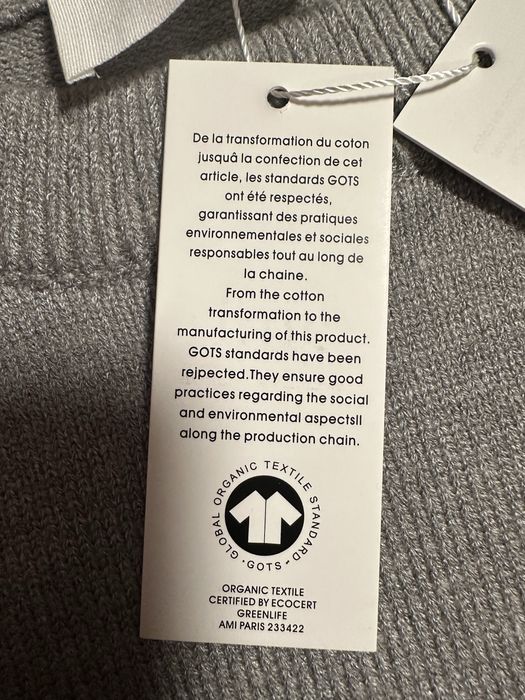 De la transformation du coton
jusquâ la confection de cet
article, les standards GOTS
ont été respectés,
garantissant des pratiques
environnementales et sociales
responsables tout au long de
la chaine.
From the cotton
transformation to the
manufacturing of this product.
GOTS standards have been
rejpected.They ensure good
practices regarding the social
and environmental aspectsll
along the production chain.
GLOBAL ORGANIC TEXTILE STANDARD
·GOTS·
ORGANIC TEXTILE
CERTIFIED BY ECOCERT
GREENLIFE
AMI PARIS 233422